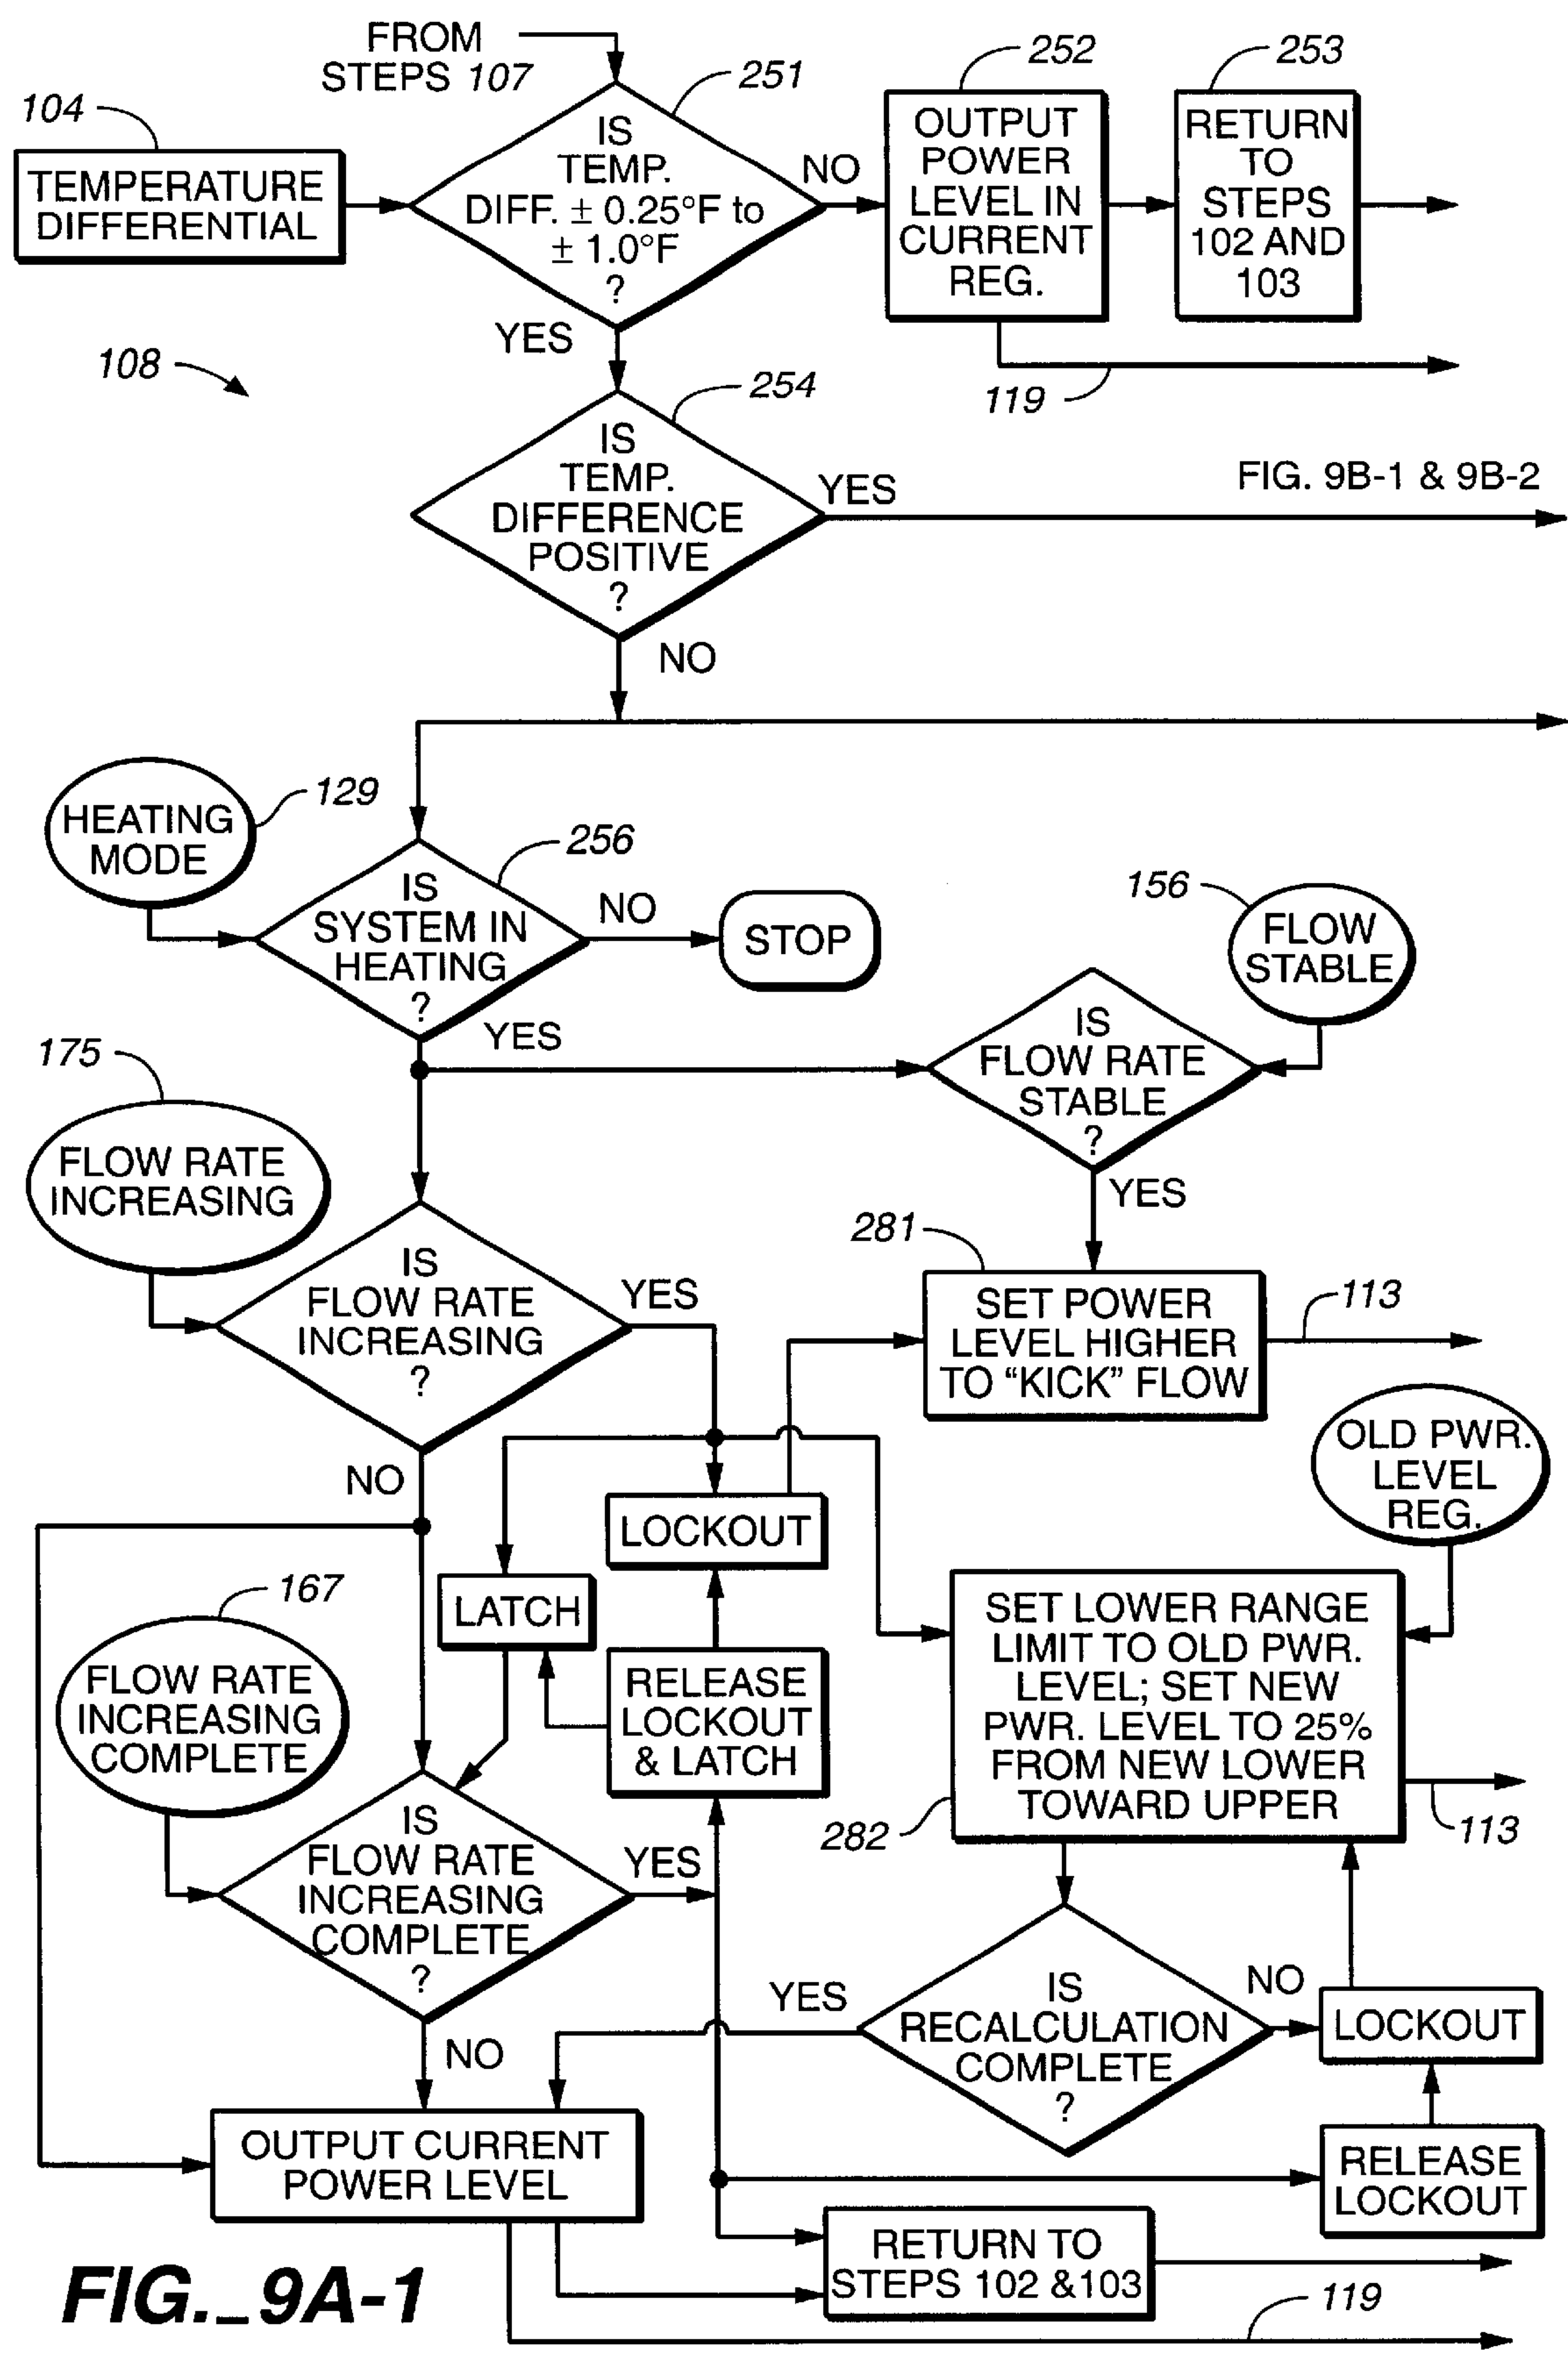 FROM
STEPS 107
104
TEMPERATURE
DIFFERENTIAL
251
IS
TEMP.
DIFF. ± 0.25°F to
± 1.0°F
?
NO
YES
252
OUTPUT
POWER
LEVEL IN
CURRENT
REG.
253
RETURN
TO
STEPS
102 AND
103
119
108
254
IS
TEMP.
DIFFERENCE
POSITIVE
?
YES
FIG. 9B-1 & 9B-2
NO
HEATING
MODE
129
256
IS
SYSTEM IN
HEATING
?
NO
STOP
YES
156
FLOW
STABLE
IS
FLOW RATE
STABLE
?
YES
175
FLOW RATE
INCREASING
IS
FLOW RATE
INCREASING
?
YES
NO
281
SET POWER
LEVEL HIGHER
TO “KICK” FLOW
113
OLD PWR.
LEVEL
REG.
LOCKOUT
LATCH
RELEASE
LOCKOUT
& LATCH
167
FLOW RATE
INCREASING
COMPLETE
SET LOWER RANGE
LIMIT TO OLD PWR.
LEVEL; SET NEW
PWR. LEVEL TO 25%
FROM NEW LOWER
TOWARD UPPER
282
113
IS
FLOW RATE
INCREASING
COMPLETE
?
YES
NO
YES
IS
RECALCULATION
COMPLETE
?
NO
LOCKOUT
RELEASE
LOCKOUT
OUTPUT CURRENT
POWER LEVEL
RETURN TO
STEPS 102 &103
119
FIG._9A-1